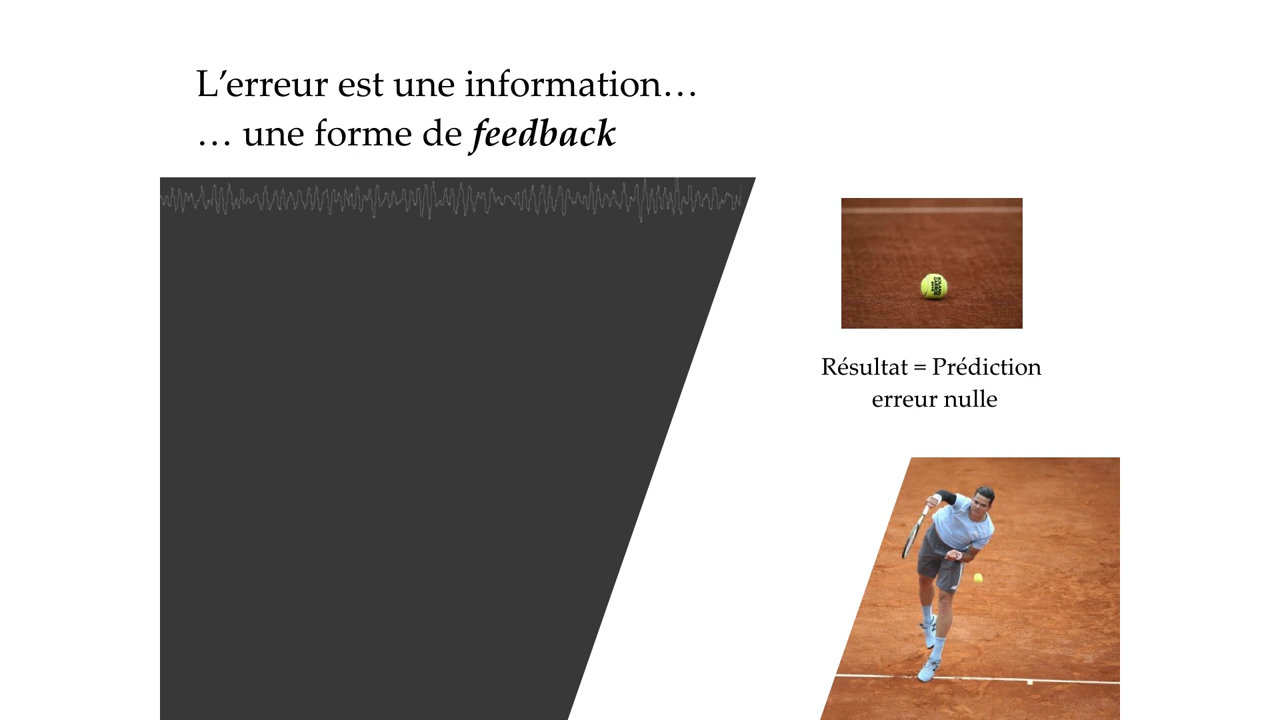 L’erreur est une information…
… une forme de feedback
Résultat = Prédiction
erreur nulle